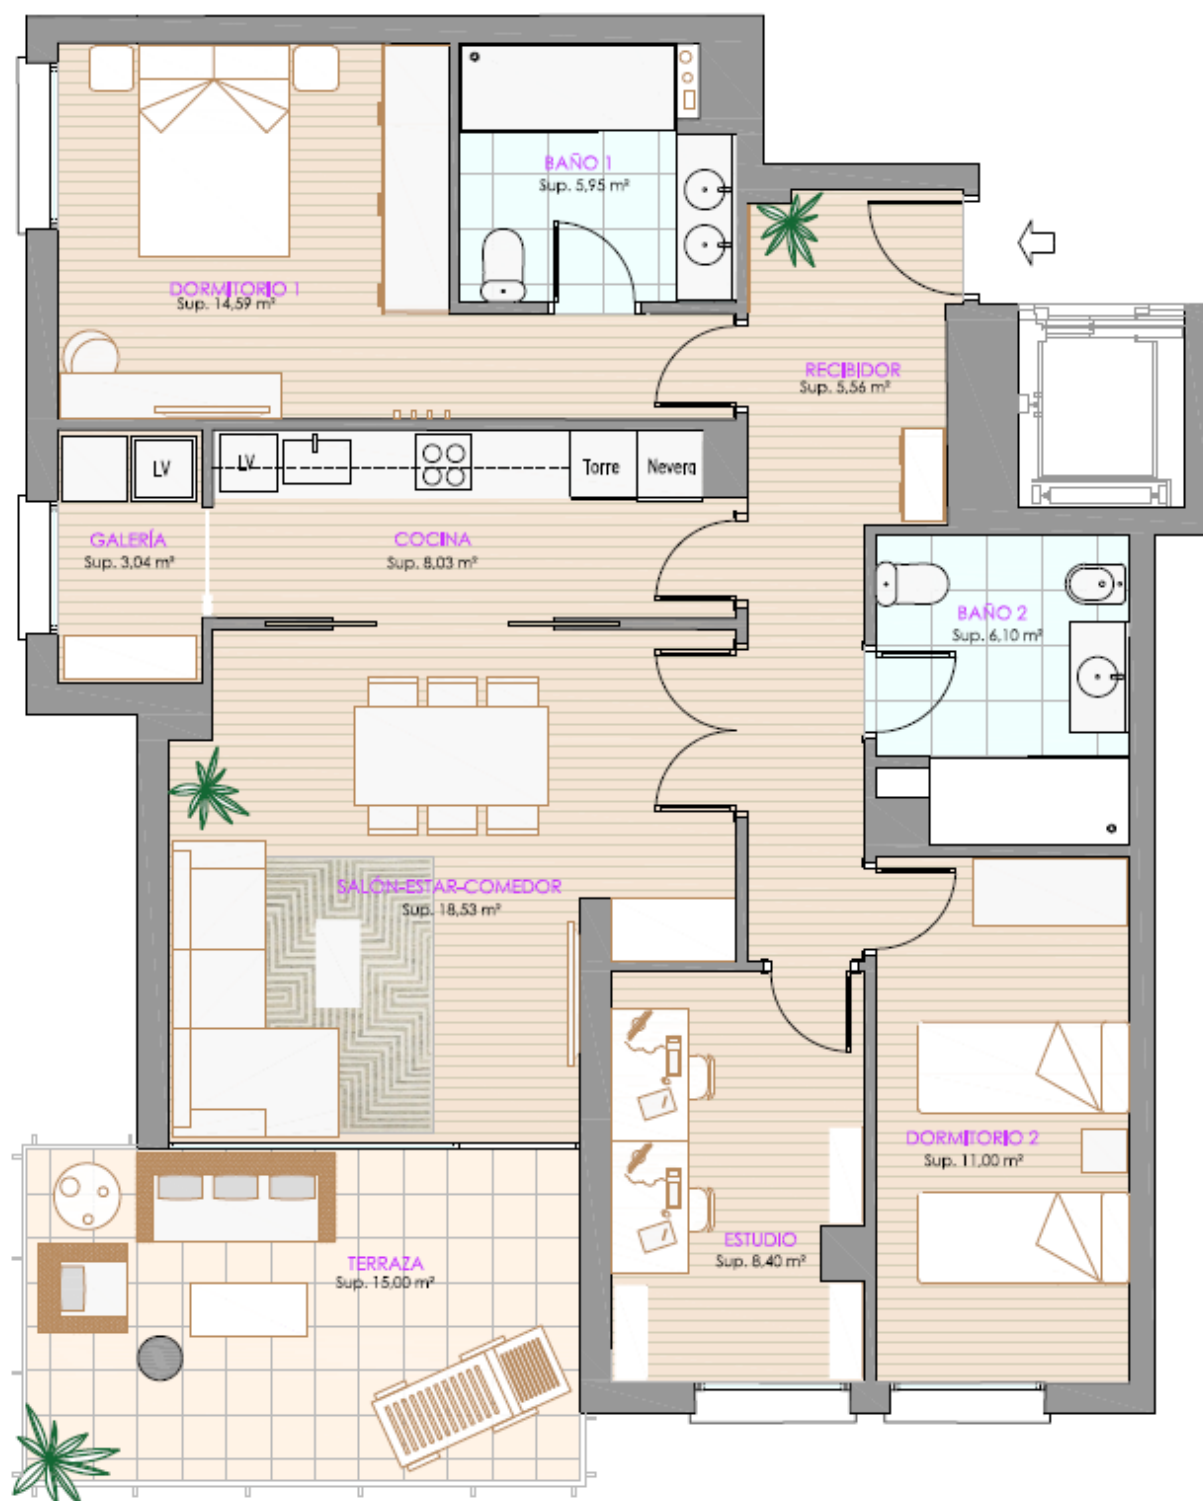 BAÑO 1
Sup. 5,95 m²
DORMITORIO 1
Sup. 14,59 m²
RECIBIDOR
Sup. 5,56 m²
LV
LV
Torre
Nevera
GALERÍA
Sup. 3,04 m²
COCINA
Sup. 8,03 m²
BAÑO 2
Sup. 6,10 m²
SALÓN-ESTAR-COMEDOR
Sup. 18,53 m²
DORMITORIO 2
Sup. 11,00 m²
ESTUDIO
Sup. 8,40 m²
TERRAZA
Sup. 15,00 m²